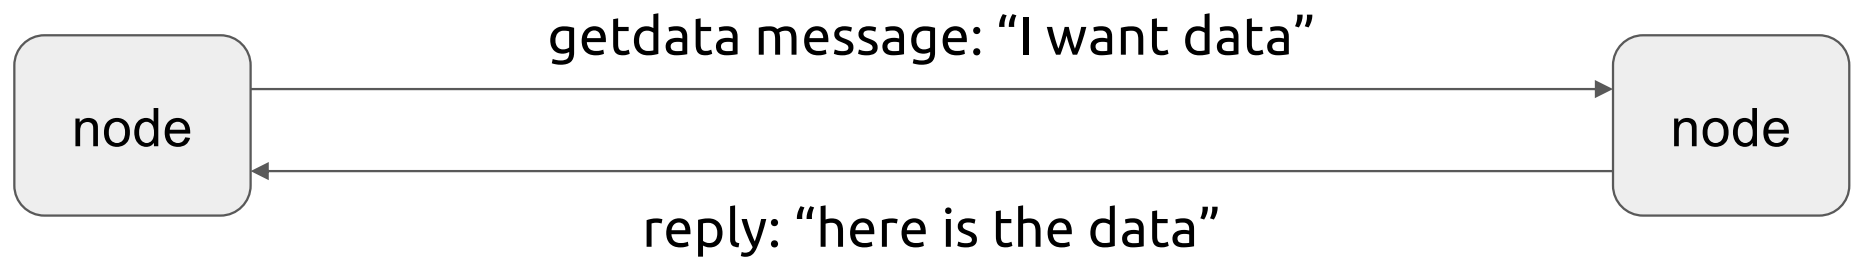 getdata message: “I want data”
node
node
reply: “here is the data”